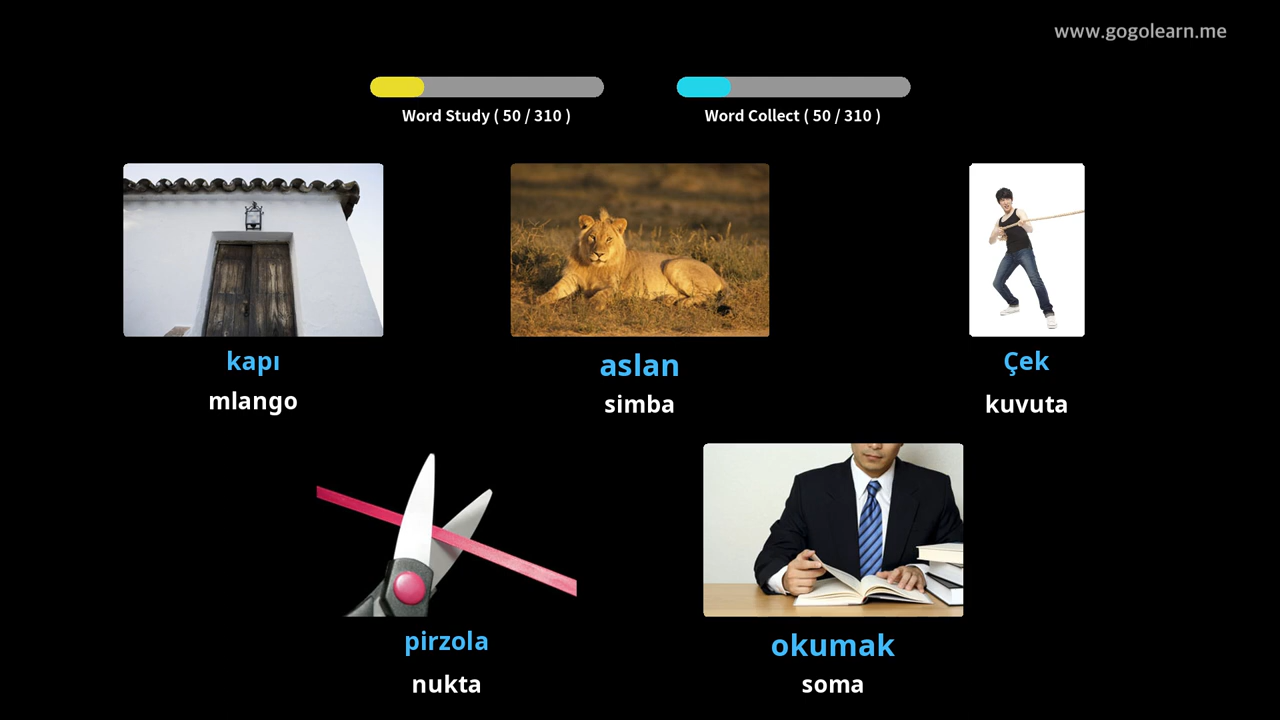 www.gogolearn.me
Word Study ( 50 / 310 )
Word Collect ( 50 / 310 )
kapı
mlango
aslan
simba
Çek
kuvuta
pirzola
nukta
okumak
soma